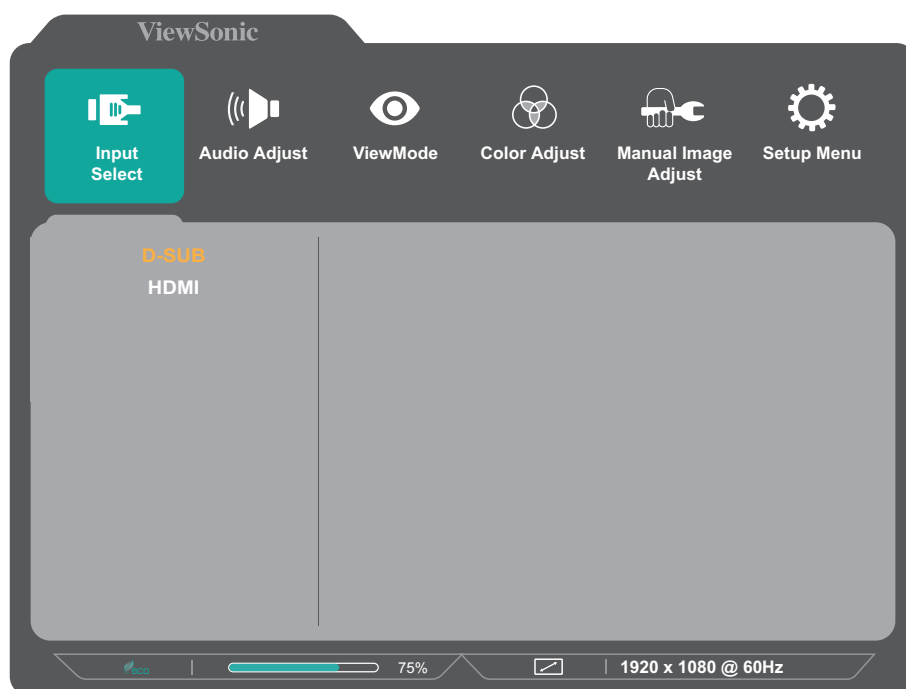 ViewSonic
Input
Select
Audio Adjust
ViewMode
Color Adjust
Manual Image
Adjust
Setup Menu
D-SUB
HDMI
eco
75%
1920 x 1080 @ 60Hz